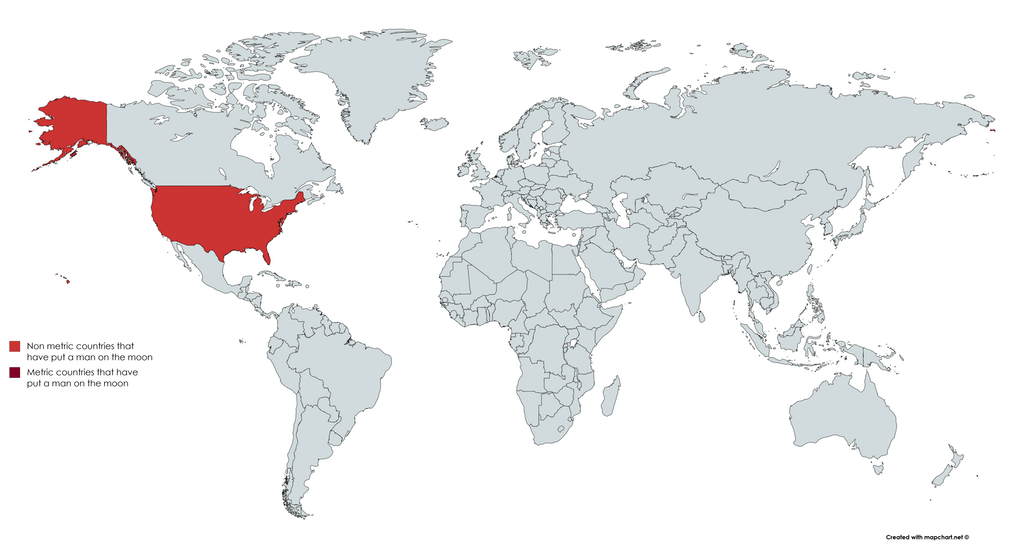 Non metric countries that
have put a man on the moon
Metric countries that have
put a man on the moon
Created with mapchart.net ©